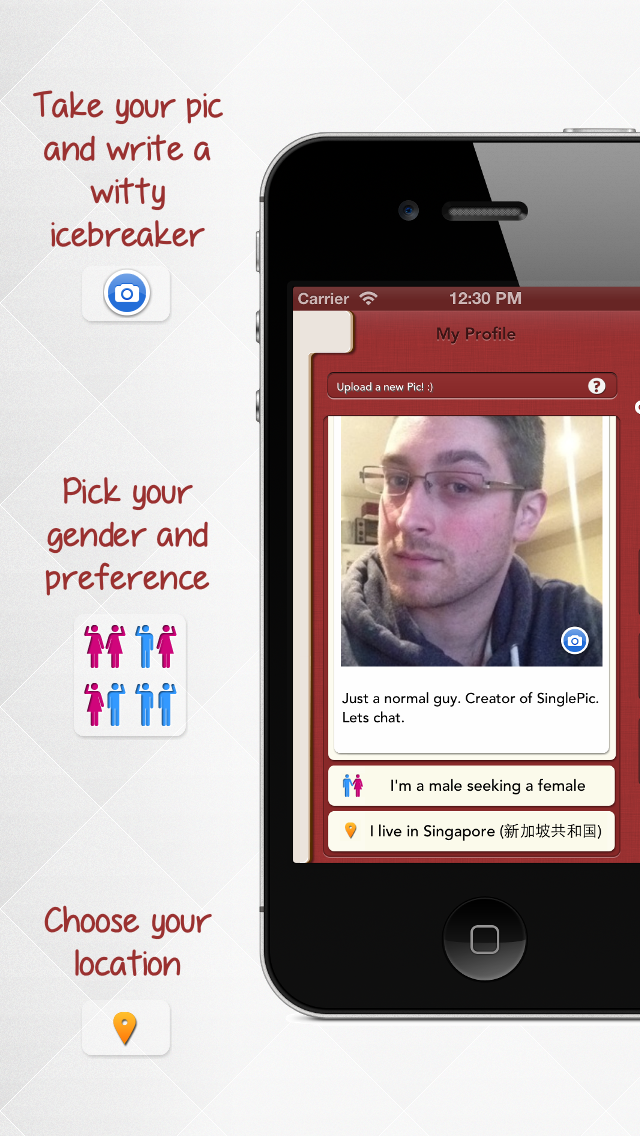 Take your pic
and write a
witty
icebreaker
Pick your
gender and
preference
Choose your
location
Carrier
12:30 PM
My Profile
Upload a new Pic! :)
?
Just a normal guy. Creator of SinglePic.
Lets chat.
I'm a male seeking a female
I live in Singapore (新加坡共和国)